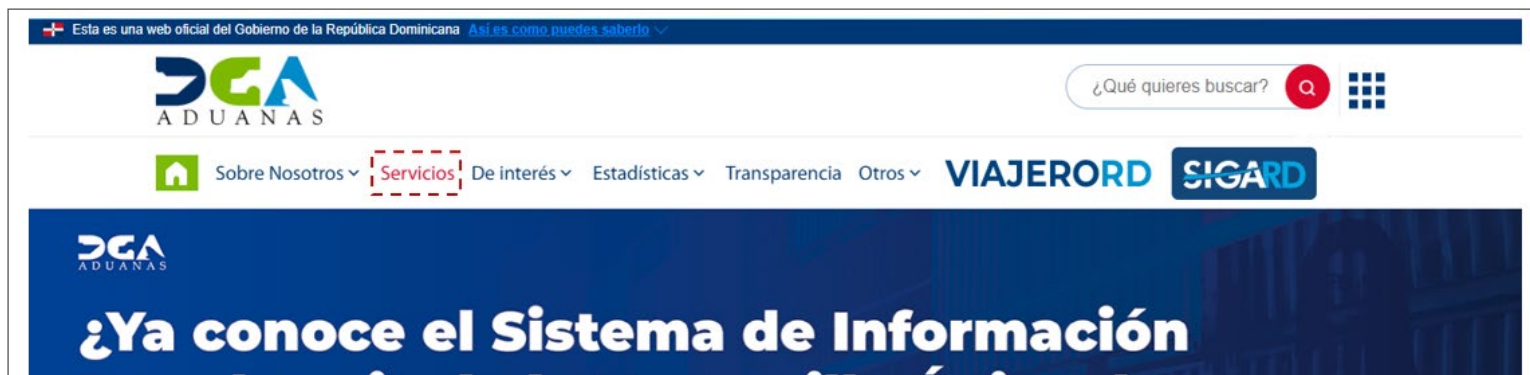 Esta es una web oficial del Gobierno de la República Dominicana Así es como puedes saberlo
DGA
ADUANAS
¿Qué quieres buscar?
Sobre Nosotros Servicios De interés Estadísticas Transparencia Otros VIAJERORD SIGARD
DGA
ADUANAS
¿Ya conoce el Sistema de Información